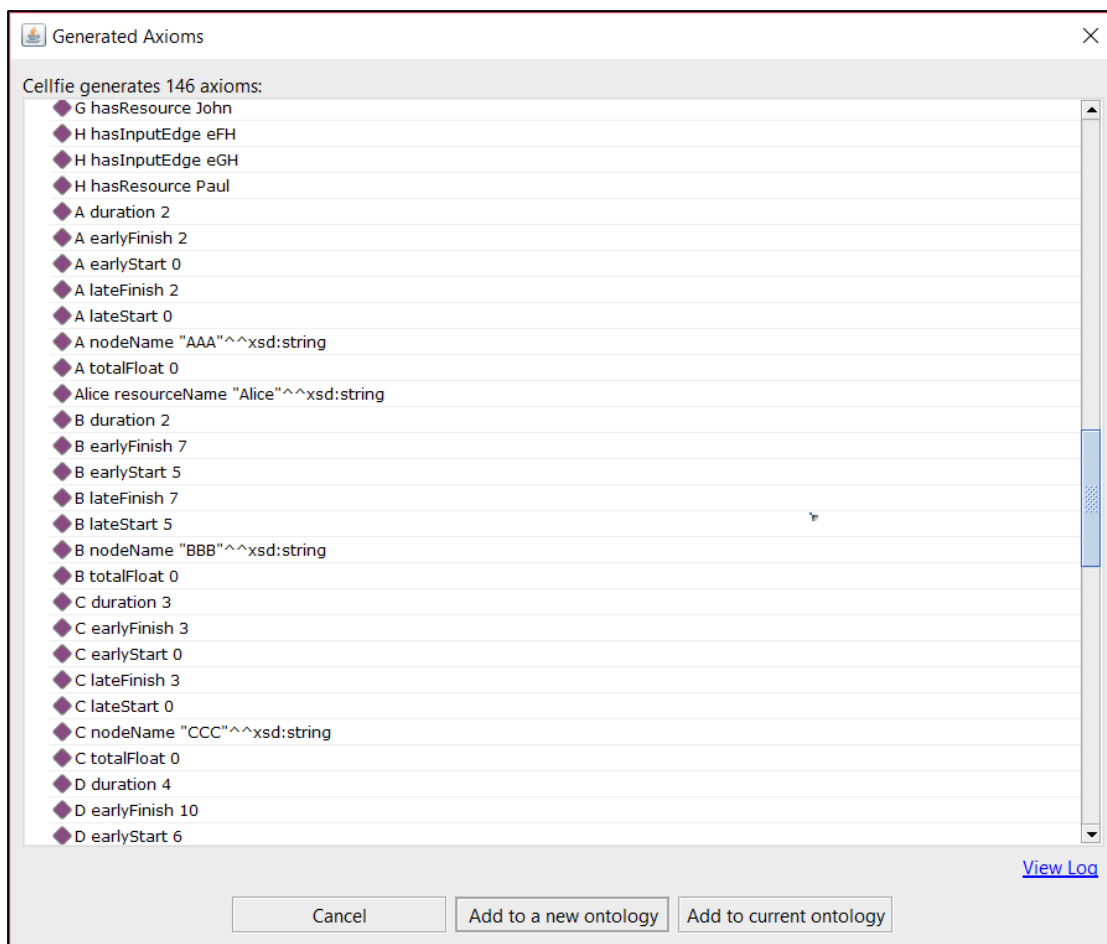 Generated Axioms
Cellfie generates 146 axioms:
G hasResource John
H hasInputEdge eFH
H hasInputEdge eGH
H hasResource Paul
A duration 2
A earlyFinish 2
A earlyStart 0
A lateFinish 2
A lateStart 0
A nodeName "AAA"^^xsd:string
A totalFloat 0
Alice resourceName "Alice"^^xsd:string
B duration 2
B earlyFinish 7
B earlyStart 5
B lateFinish 7
B lateStart 5
B nodeName "BBB"^^xsd:string
B totalFloat 0
C duration 3
C earlyFinish 3
C earlyStart 0
C lateFinish 3
C lateStart 0
C nodeName "CCC"^^xsd:string
C totalFloat 0
D duration 4
D earlyFinish 10
D earlyStart 6
View Log
Cancel Add to a new ontology Add to current ontology